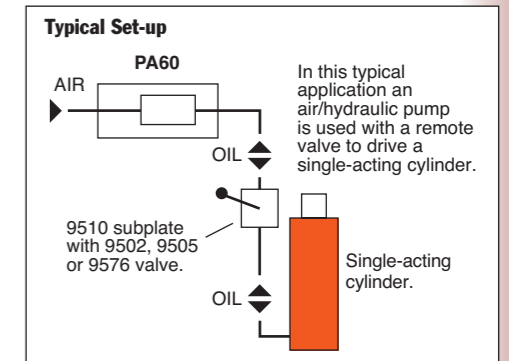 Typical Set-up
PA60
AIR
In this typical
application an
air/hydraulic pump
is used with a remote
valve to drive a
single-acting cylinder.
OIL
9510 subplate
with 9502, 9505
or 9576 valve.
Single-acting
cylinder.
OIL